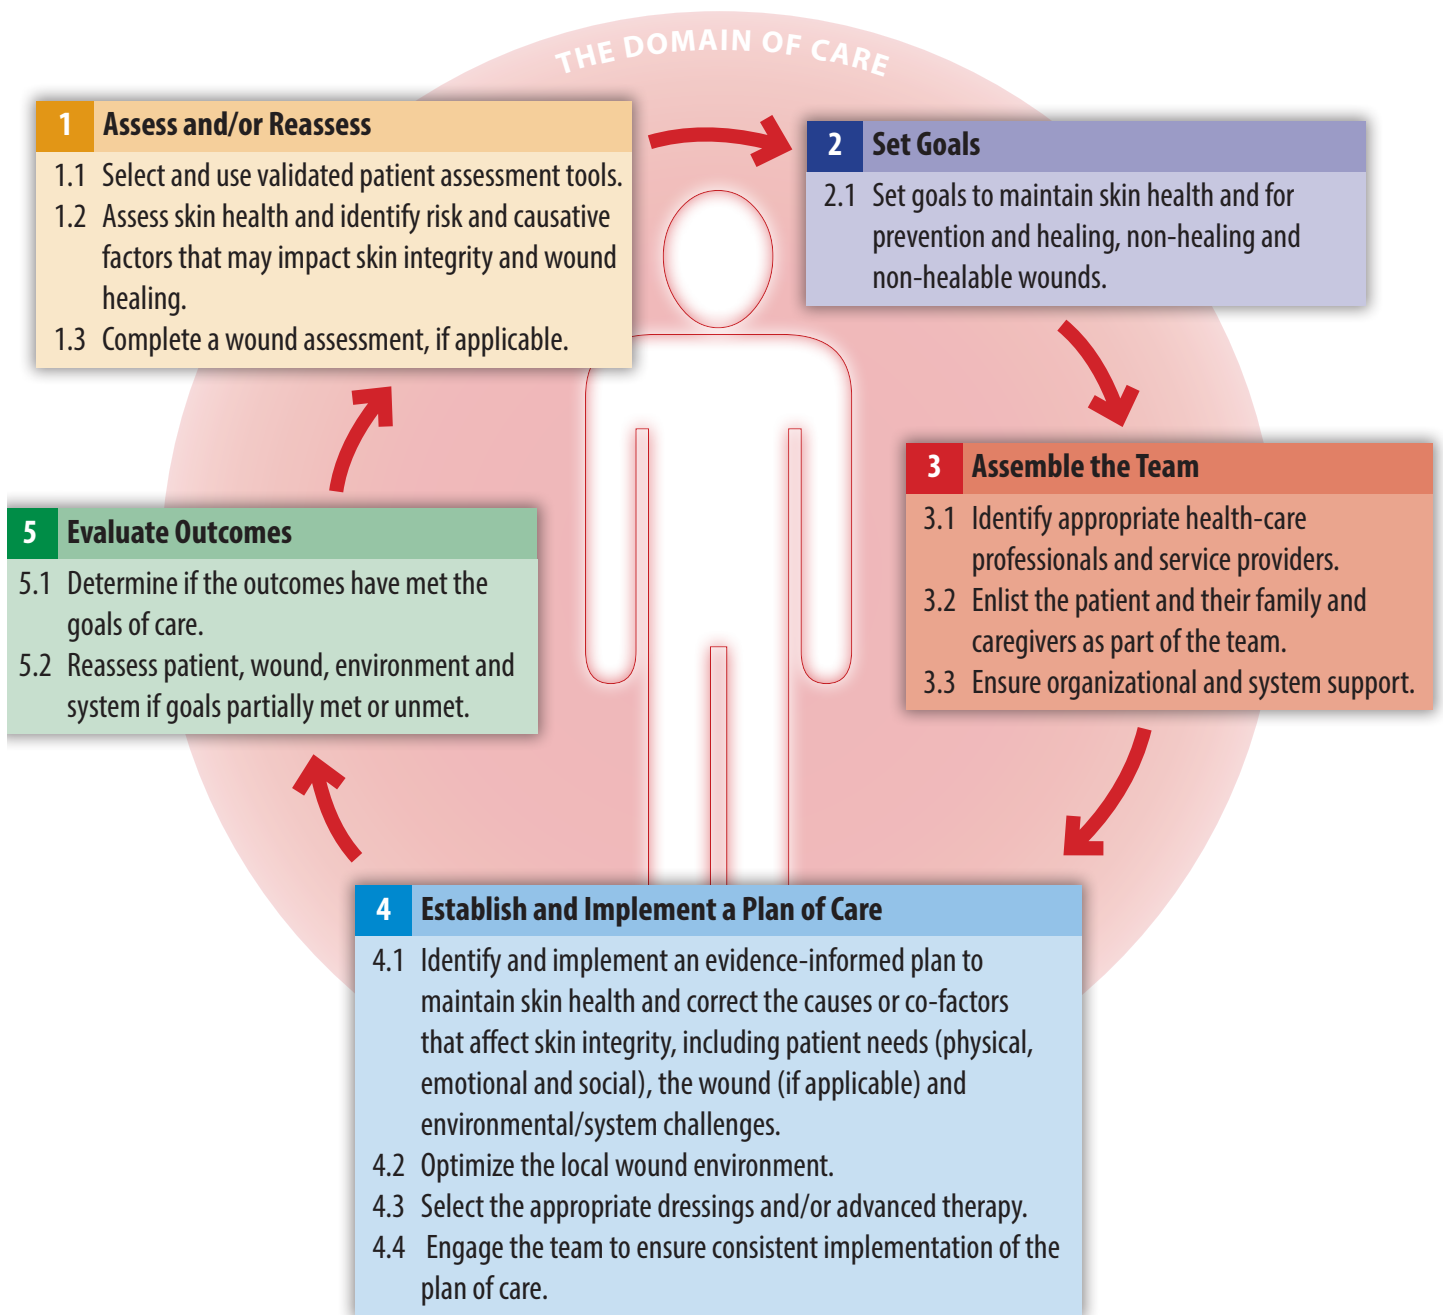 THE DOMAIN OF CARE
1 Assess and/or Reassess
1.1 Select and use validated patient assessment tools.
1.2 Assess skin health and identify risk and causative
factors that may impact skin integrity and wound
healing.
1.3 Complete a wound assessment, if applicable.
2 Set Goals
2.1 Set goals to maintain skin health and for
prevention and healing, non-healing and
non-healable wounds.
3 Assemble the Team
3.1 Identify appropriate health-care
professionals and service providers.
3.2 Enlist the patient and their family and
caregivers as part of the team.
3.3 Ensure organizational and system support.
4 Establish and Implement a Plan of Care
4.1 Identify and implement an evidence-informed plan to
maintain skin health and correct the causes or co-factors
that affect skin integrity, including patient needs (physical,
emotional and social), the wound (if applicable) and
environmental/system challenges.
4.2 Optimize the local wound environment.
4.3 Select the appropriate dressings and/or advanced therapy.
4.4 Engage the team to ensure consistent implementation of the
plan of care.
5 Evaluate Outcomes
5.1 Determine if the outcomes have met the
goals of care.
5.2 Reassess patient, wound, environment and
system if goals partially met or unmet.